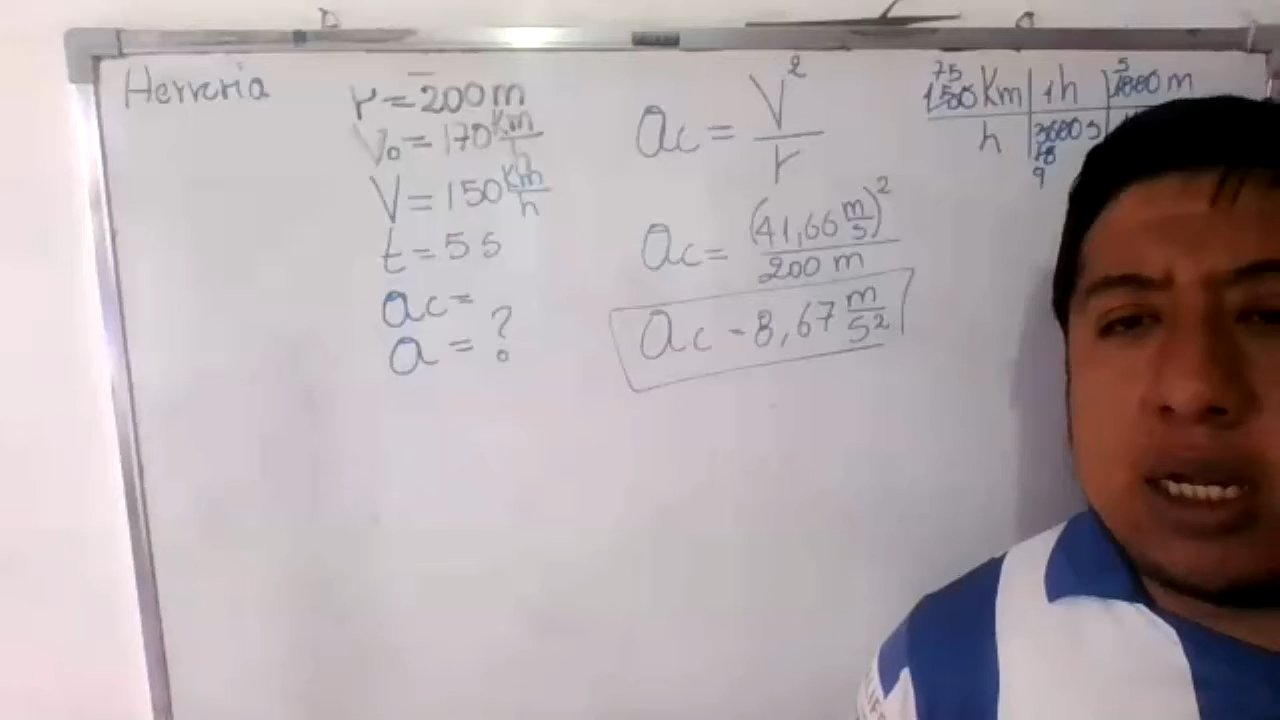 Herreria
r = 200 m
V₀ = 170 Km/h
V = 150 Km/h
t = 5 s
ac =
a = ?
ac = V²/r
ac = (41,66 m/s)²/200 m
ac = 8,67 m/s²
75 5
150 Km | 1h | 1000 m
h | 3600 s
18
9